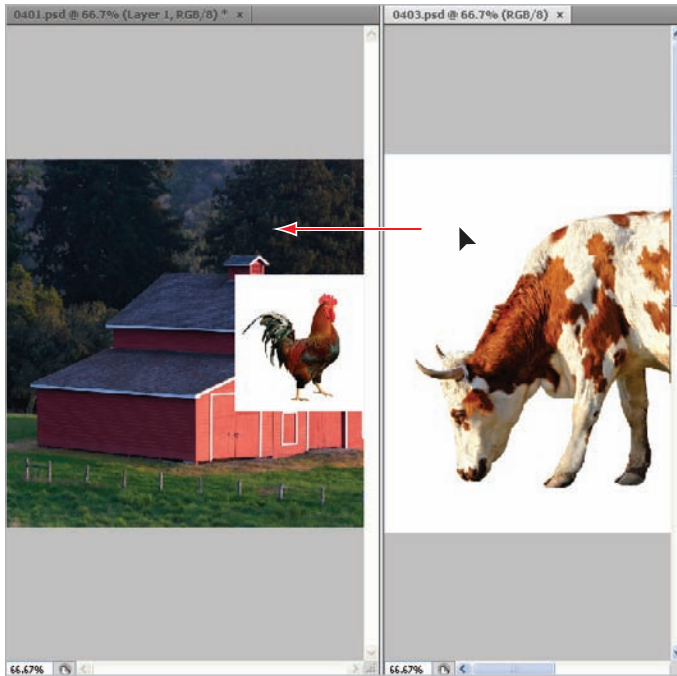 0401.psd @ 66.7% (Layer 1, RGB/8) * x
0403.psd @ 66.7% (RGB/8) x
66.67%
66.67%